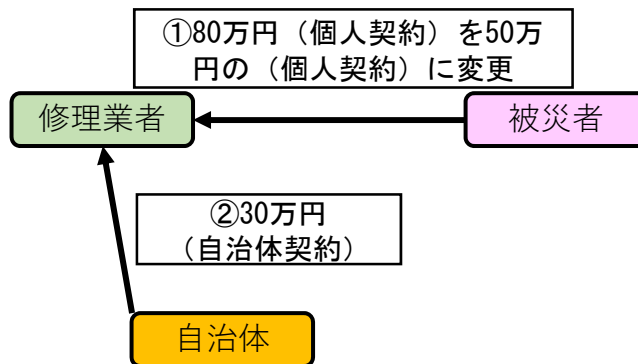 ①80万円（個人契約）を50万
円の（個人契約）に変更
修理業者
被災者
②30万円
（自治体契約）
自治体